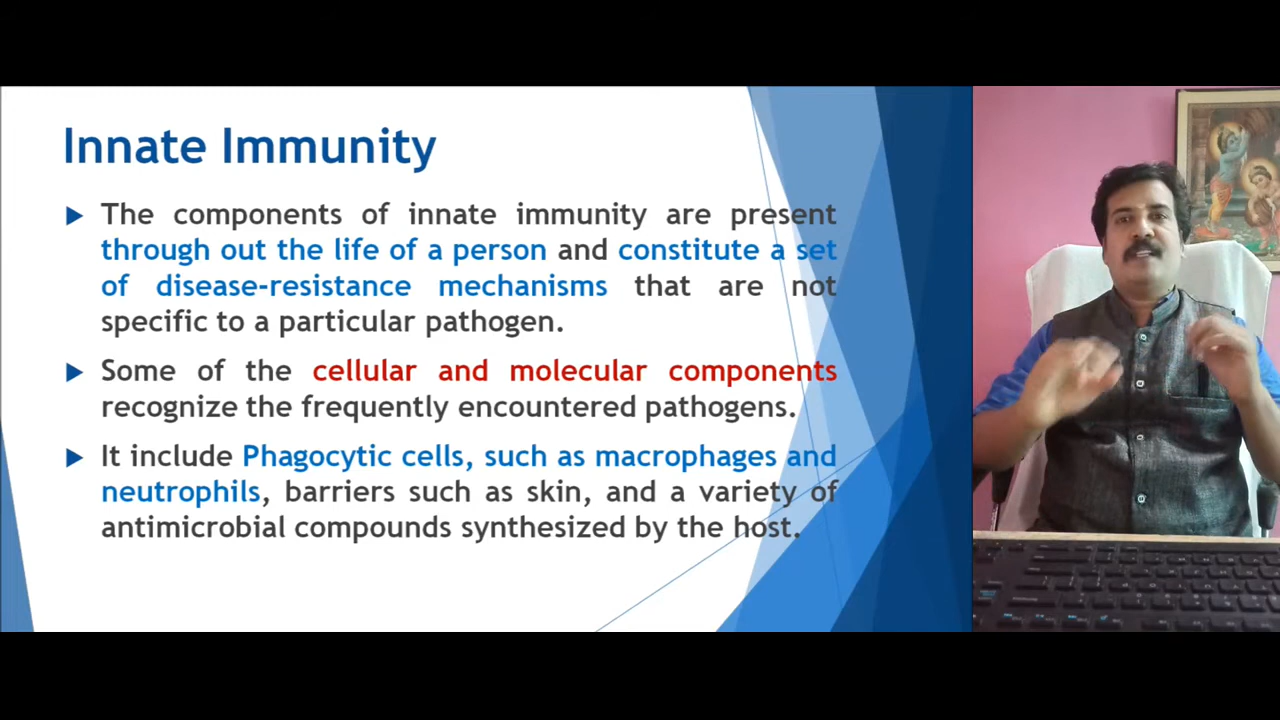 Innate Immunity
The components of innate immunity are present
through out the life of a person and constitute a set
of disease-resistance mechanisms that are not
specific to a particular pathogen.
Some of the cellular and molecular components
recognize the frequently encountered pathogens.
It include Phagocytic cells, such as macrophages and
neutrophils, barriers such as skin, and a variety of
antimicrobial compounds synthesized by the host.